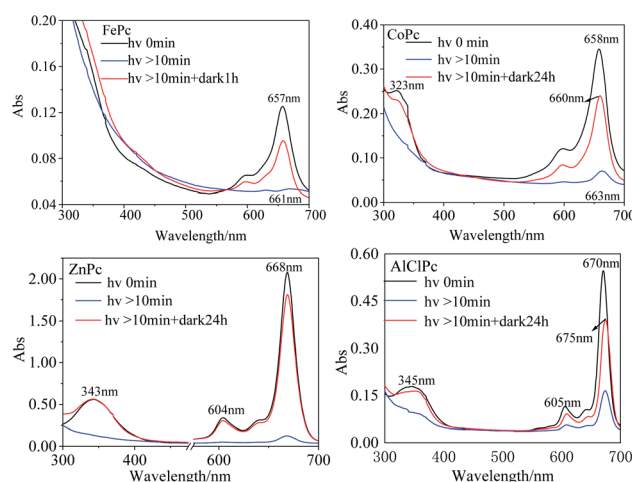 FePc
hv 0min
hv >10min
hv >10min+dark1h
657nm
661nm
0.20
0.16
0.12
0.08
0.04
Abs
300 400 500 600 700
Wavelength/nm
CoPc
hv 0 min
hv >10min
hv >10min+dark24h
323nm
658nm
660nm
663nm
0.40
0.30
0.20
0.10
0.00
Abs
300 400 500 600 700
Wavelength/nm
ZnPc
hv 0min
hv >10min
hv >10min+dark24h
343nm
604nm
668nm
2.00
1.50
1.00
0.50
0.00
Abs
300 400 600 700
Wavelength/nm
AlClPc
hv 0min
hv >10min
hv >10min+dark24h
345nm
605nm
670nm
675nm
0.60
0.45
0.30
0.15
0.00
Abs
300 400 500 600 700
Wavelength/nm